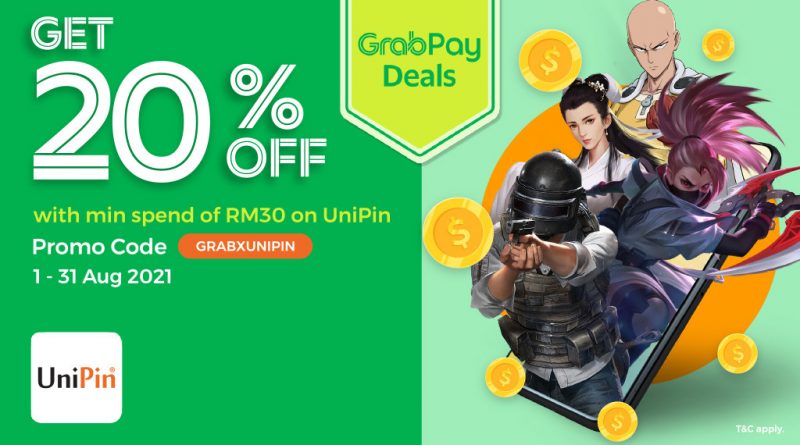 GET
20% OFF
with min spend of RM30 on UniPin
Promo Code GRABXUNIPIN
1 - 31 Aug 2021
UniPin
GrabPay
Deals
T&C apply.